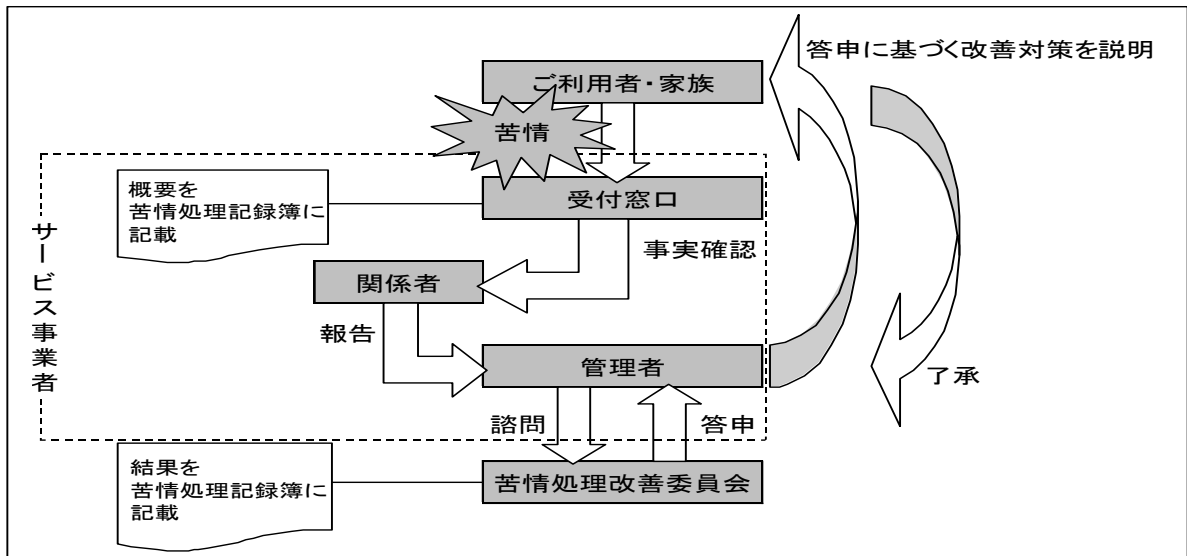 答申に基づく改善対策を説明
ご利用者・家族
苦情
概要を
苦情処理記録簿に
記載
受付窓口
サービス事業者
事実確認
関係者
報告
管理者
了承
諮問
答申
結果を
苦情処理記録簿に
記載
苦情処理改善委員会